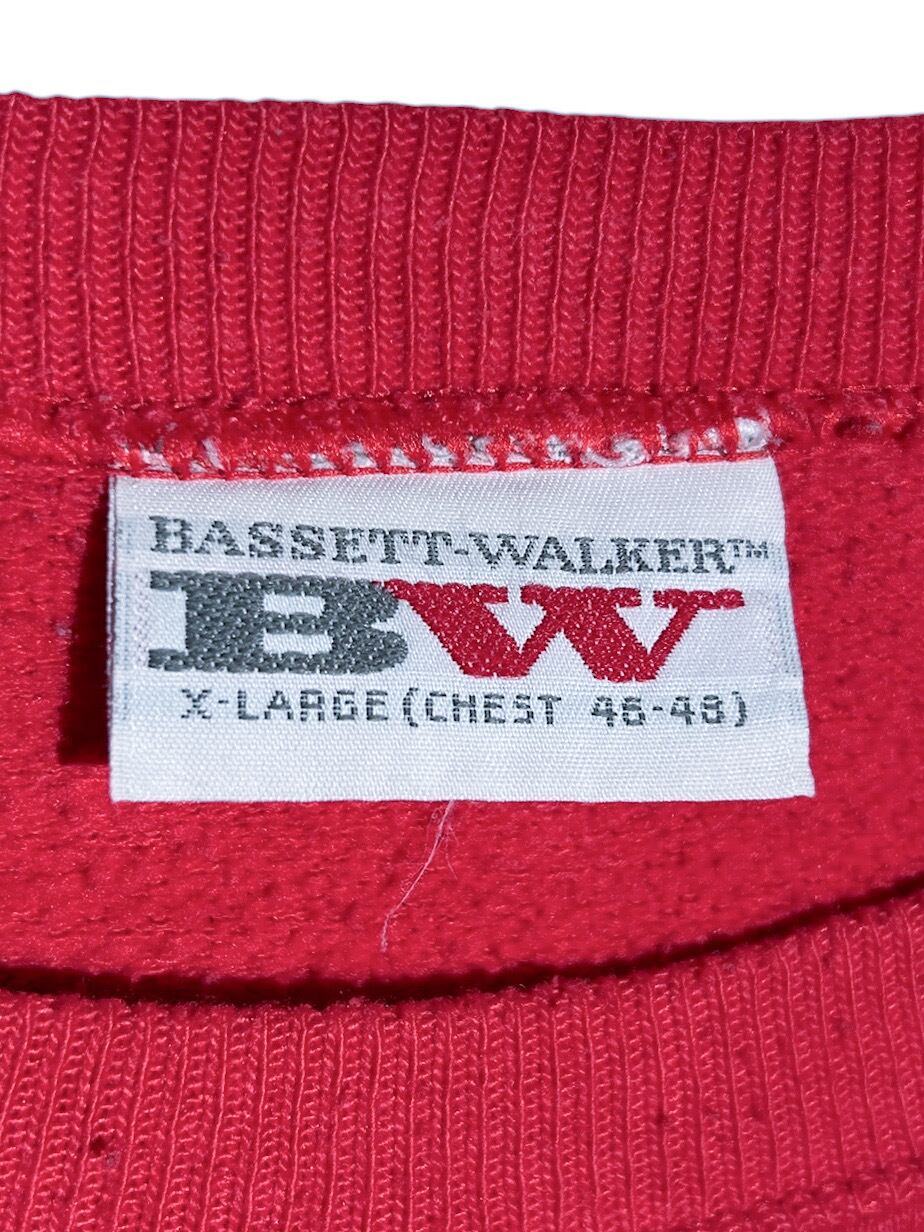 BASSETT-WALKER™
BW
X-LARGE (CHEST 46-48)